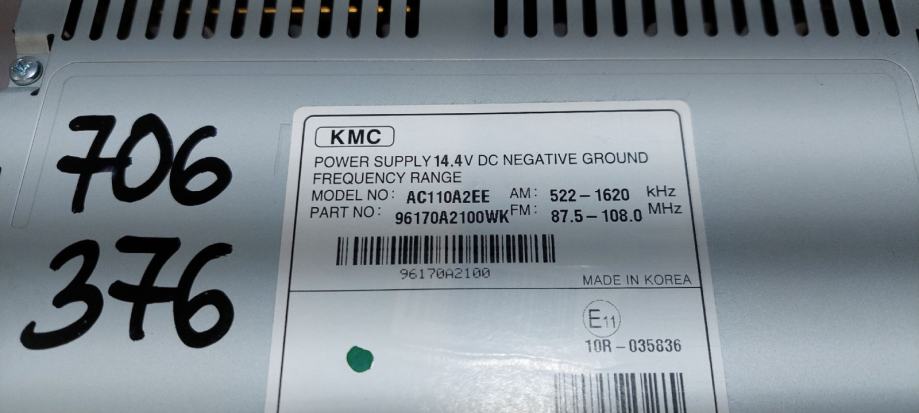 706
376
KMC
POWER SUPPLY 14.4V DC NEGATIVE GROUND
FREQUENCY RANGE
MODEL NO: AC110A2EE AM: 522-1620 kHz
PART NO: 96170A2100WK FM: 87.5-108.0 MHz
96170A2100
MADE IN KOREA
E11
10R-035836